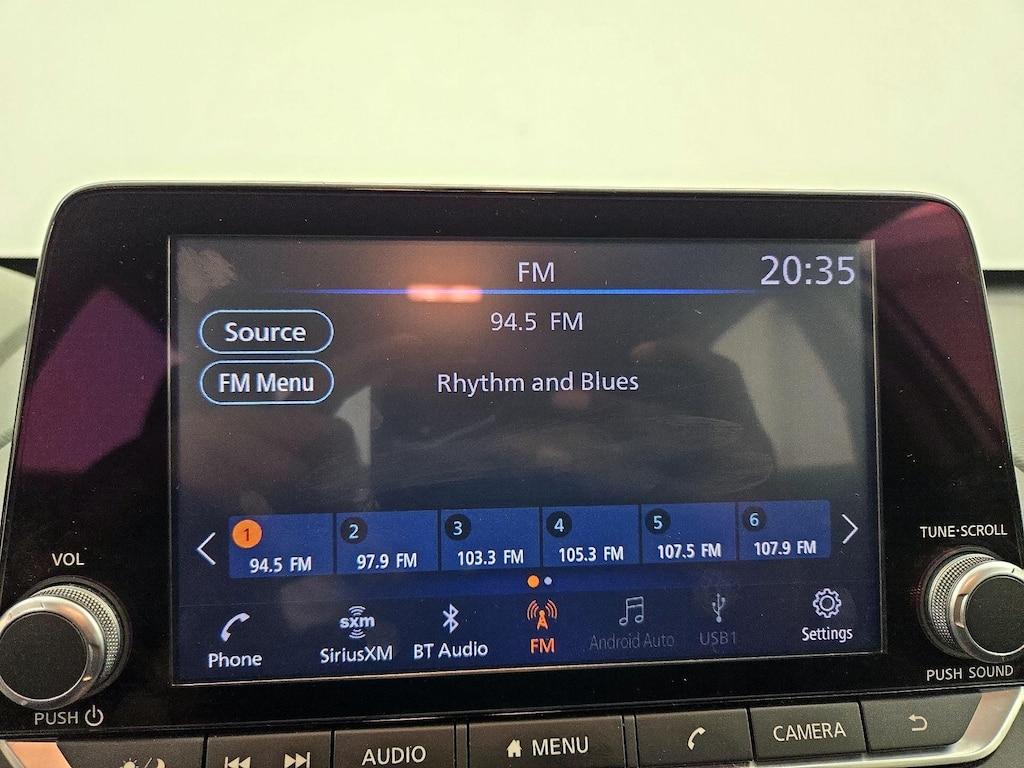 FM
20:35
Source
94.5 FM
FM Menu
Rhythm and Blues
1 2 3 4 5 6
94.5 FM 97.9 FM 103.3 FM 105.3 FM 107.5 FM 107.9 FM
VOL
TUNE·SCROLL
sxm
Phone SiriusXM BT Audio FM Android Auto USB1 Settings
PUSH
PUSH SOUND
AUDIO MENU CAMERA